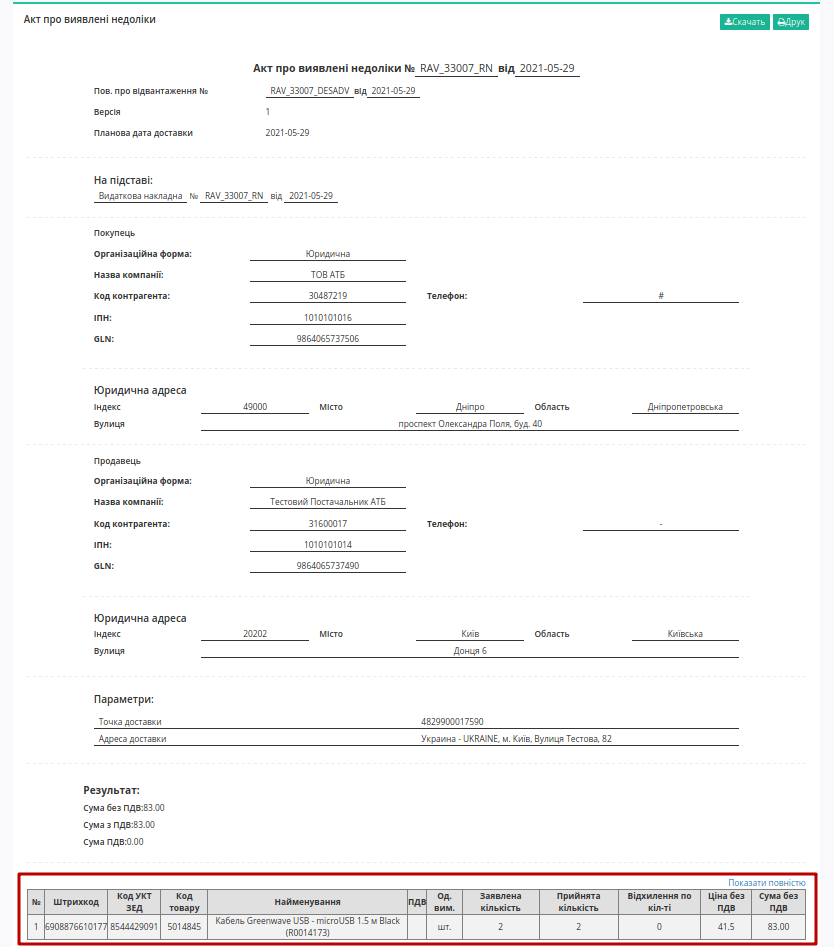 Акт про виявлені недоліки
Скачать Друк
Акт про виявлені недоліки № RAV_33007_RN від 2021-05-29
Пов. про відвантаження № RAV_33007_DESADV від 2021-05-29
Версія 1
Планова дата доставки 2021-05-29
На підставі:
Видаткова накладна № RAV_33007_RN від 2021-05-29
Покупець
Організаційна форма: Юридична
Назва компанії: ТОВ АТБ
Код контрагента: 30487219 Телефон: #
ІПН: 1010101016
GLN: 9864065737506
Юридична адреса
Індекс 49000 Місто Дніпро Область Дніпропетровська
Вулиця проспект Олександра Поля, буд. 40
Продавець
Організаційна форма: Юридична
Назва компанії: Тестовий Постачальник АТБ
Код контрагента: 31600017 Телефон: -
ІПН: 1010101014
GLN: 9864065737490
Юридична адреса
Індекс 20202 Місто Київ Область Київська
Вулиця Донця 6
Параметри:
Точка доставки 4829900017590
Адреса доставки Украина - UKRAINE, м. Київ, Вулиця Тестова, 82
Результат:
Сума без ПДВ:83.00
Сума з ПДВ:83.00
Сума ПДВ:0.00
Показати повністю
№ Штрихкод Код УКТ ЗЕД Код товару Найменування ПДВ Од. вим. Заявлена кількість Прийнята кількість Відхилення по кіл-ті Ціна без ПДВ Сума без ПДВ
1 6908876610177 8544429091 5014845 Кабель Greenwave USB - microUSB 1.5 м Black (R0014173) шт. 2 2 0 41.5 83.00